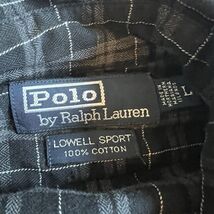 Polo
by Ralph Lauren
L
LOWELL SPORT
100% COTTON